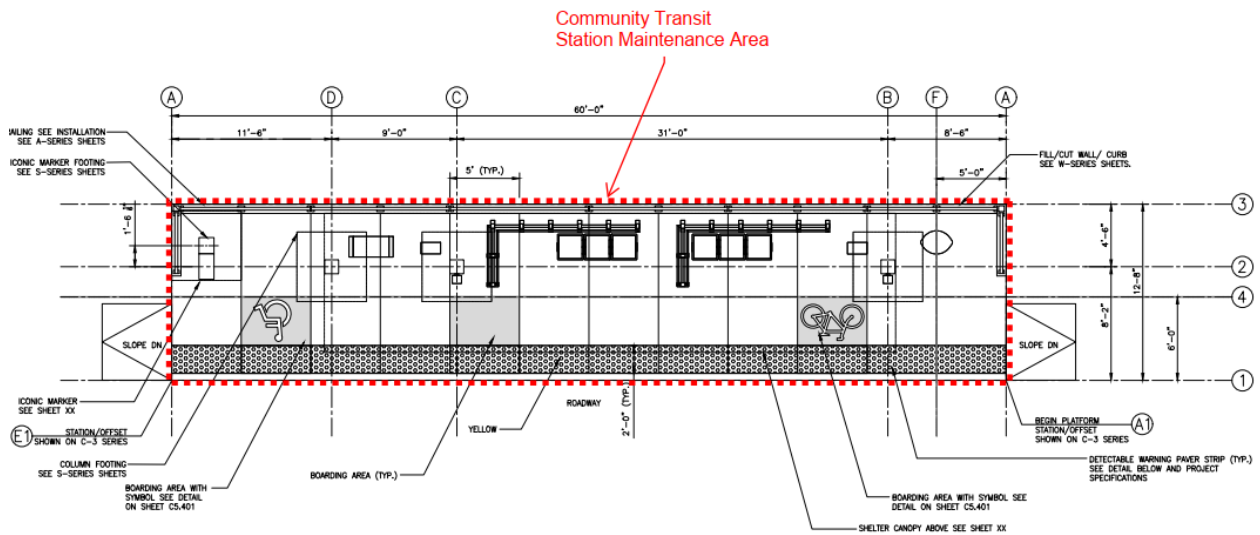 Community Transit
Station Maintenance Area
A
D
C
B
F
A
60'-0"
11'-6"
9'-0"
31'-0"
8'-6"
AILING SEE INSTALLATION
SEE A-SERIES SHEETS
ICONIC MARKER FOOTING
SEE S-SERIES SHEETS
5' (TYP.)
5'-0"
FILL/CUT WALL/ CURB
SEE W-SERIES SHEETS.
3
1'-6"
4'-6"
12'-8"
2
4
8'-2"
6'-0"
SLOPE DN
SLOPE DN
1
ICONIC MARKER
SEE SHEET XX
ROADWAY
2'-0" (TYP.)
E1
STATION/OFFSET
SHOWN ON C-3 SERIES
YELLOW
BEGIN PLATFORM
STATION/OFFSET
SHOWN ON C-3 SERIES
A1
COLUMN FOOTING
SEE S-SERIES SHEETS
BOARDING AREA (TYP.)
DETECTABLE WARNING PAVER STRIP (TYP.)
SEE DETAIL BELOW AND PROJECT
SPECIFICATIONS
BOARDING AREA WITH
SYMBOL SEE DETAIL
ON SHEET C5.401
BOARDING AREA WITH SYMBOL SEE
DETAIL ON SHEET C5.401
SHELTER CANOPY ABOVE SEE SHEET XX